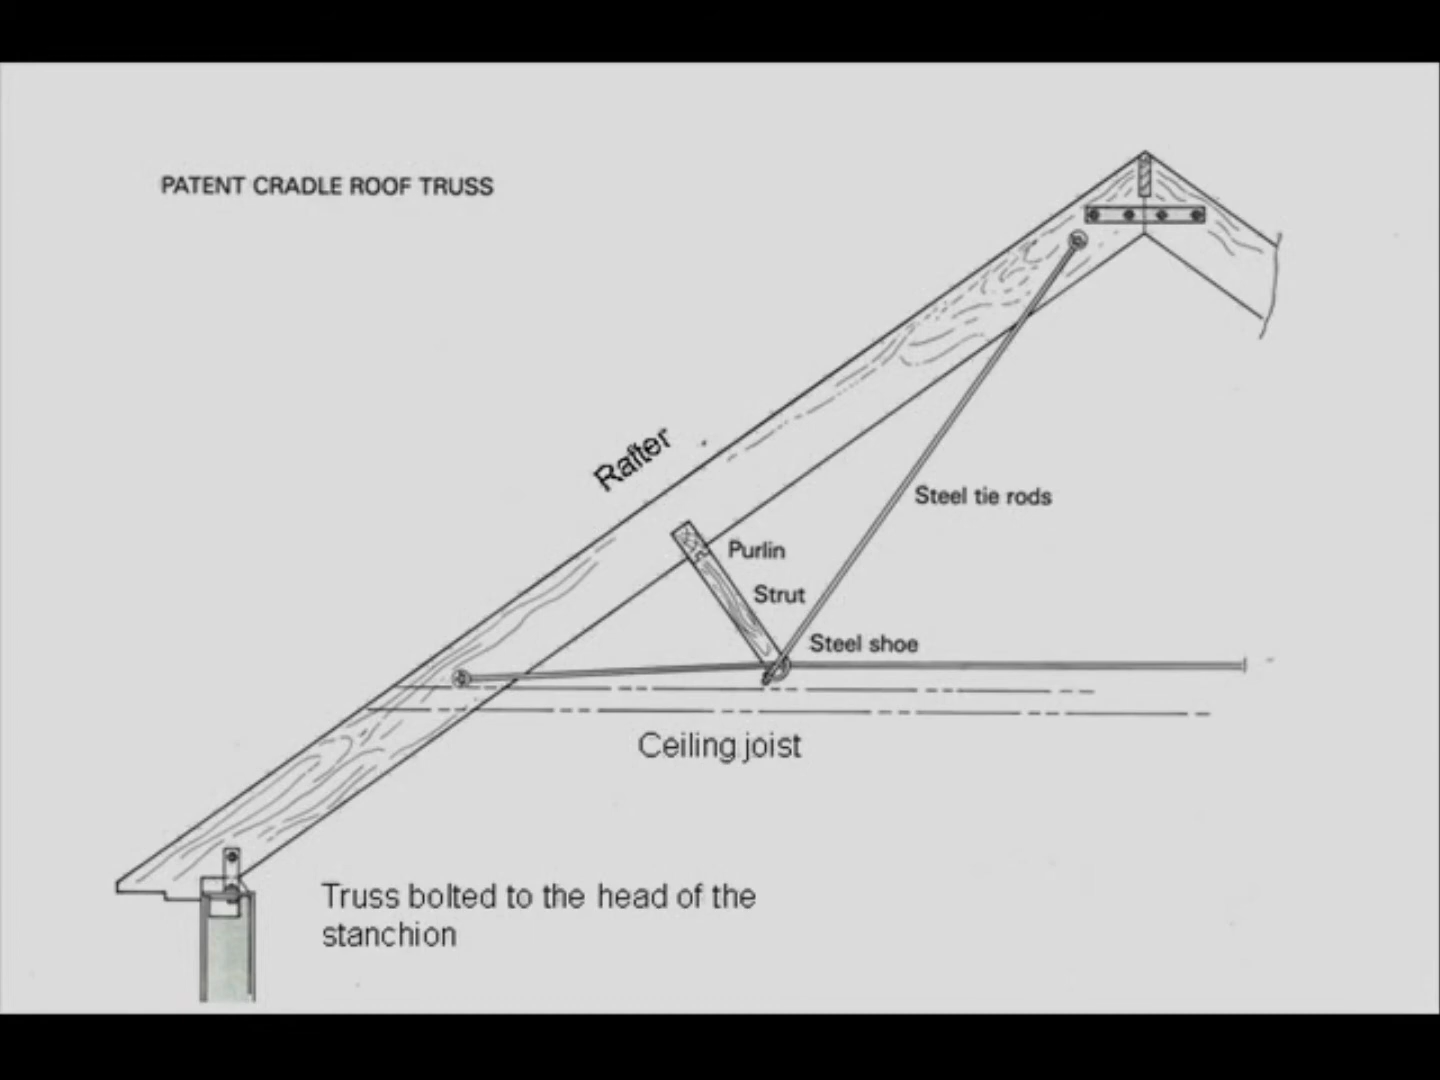 PATENT CRADLE ROOF TRUSS
Rafter
Steel tie rods
Purlin
Strut
Steel shoe
Ceiling joist
Truss bolted to the head of the
stanchion